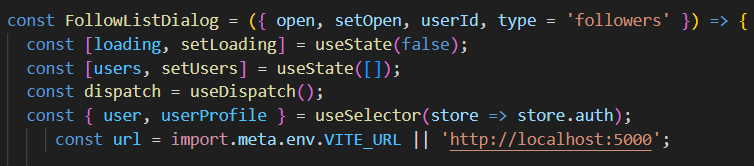 const FollowListDialog = ({ open, setOpen, userId, type = 'followers' }) => {
  const [loading, setLoading] = useState(false);
  const [users, setUsers] = useState([]);
  const dispatch = useDispatch();
  const { user, userProfile } = useSelector(store => store.auth);
    const url = import.meta.env.VITE_URL || 'http://localhost:5000';